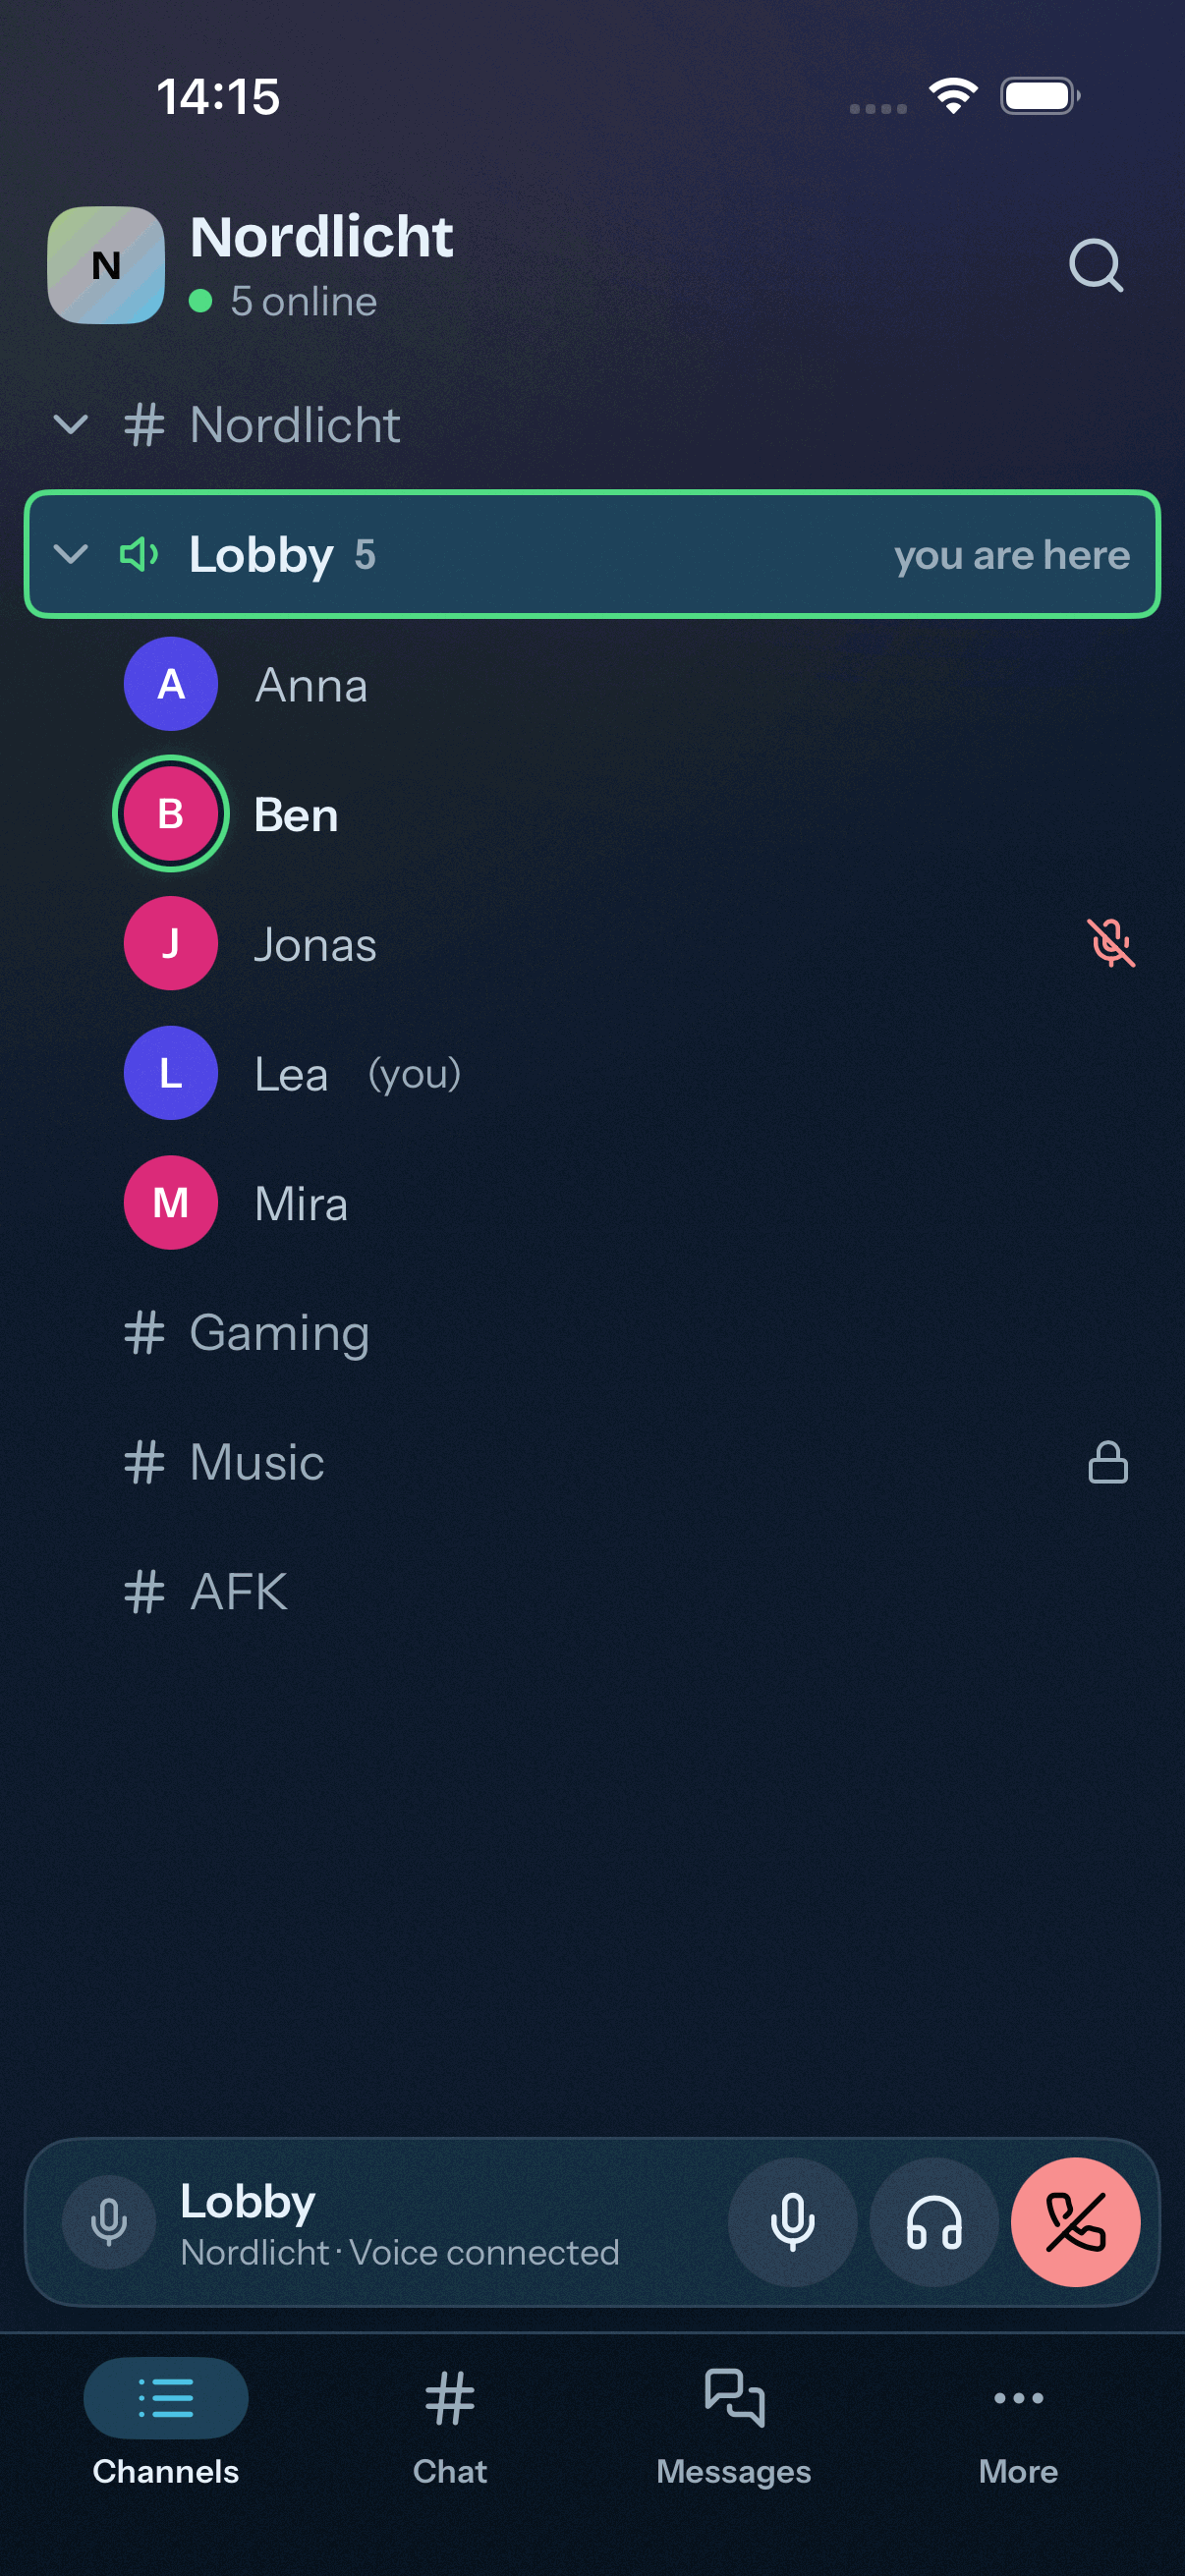 14:15
N
Nordlicht
5 online
Nordlicht
Lobby 5 you are here
A Anna
B Ben
J Jonas
L Lea (you)
M Mira
# Gaming
# Music
# AFK
Lobby
Nordlicht · Voice connected
Channels Chat Messages More